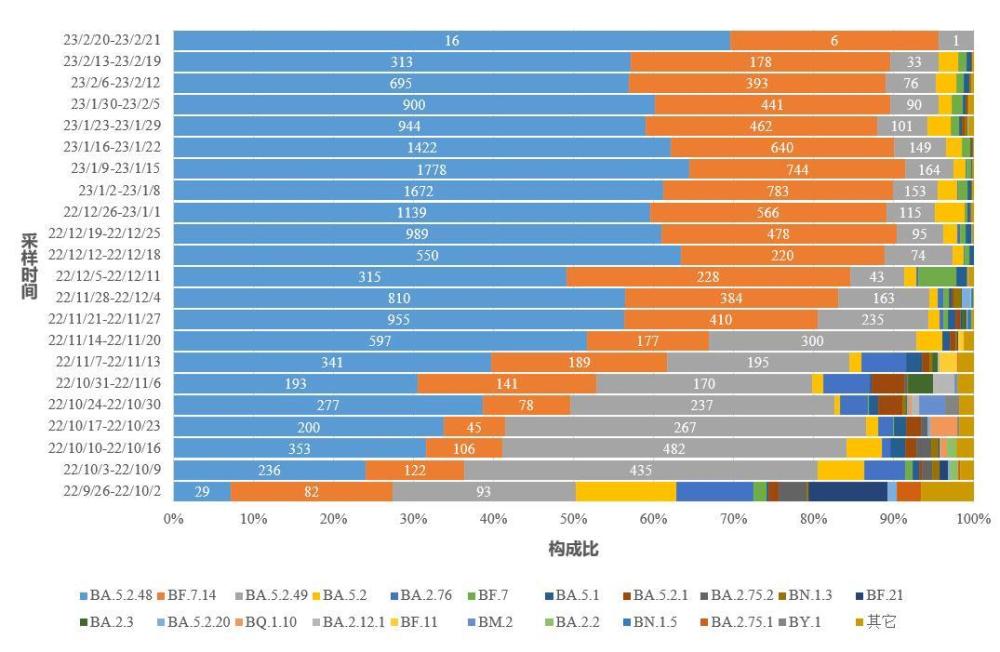 23/2/20-23/2/21 16 6 1
23/2/13-23/2/19 313 178 33
23/2/6-23/2/12 695 393 76
23/1/30-23/2/5 900 441 90
23/1/23-23/1/29 944 462 101
23/1/16-23/1/22 1422 640 149
23/1/9-23/1/15 1778 744 164
23/1/2-23/1/8 1672 783 153
22/12/26-23/1/1 1139 566 115
22/12/19-22/12/25 989 478 95
22/12/12-22/12/18 550 220 74
22/12/5-22/12/11 315 228 43
22/11/28-22/12/4 810 384 163
22/11/21-22/11/27 955 410 235
22/11/14-22/11/20 597 177 300
22/11/7-22/11/13 341 189 195
22/10/31-22/11/6 193 141 170
22/10/24-22/10/30 277 78 237
22/10/17-22/10/23 200 45 267
22/10/10-22/10/16 353 106 482
22/10/3-22/10/9 236 122 435
22/9/26-22/10/2 29 82 93
采样时间
0% 10% 20% 30% 40% 50% 60% 70% 80% 90% 100%
构成比
BA.5.2.48 BF.7.14 BA.5.2.49 BA.5.2 BA.2.76 BF.7 BA.5.1 BA.5.2.1 BA.2.75.2 BN.1.3 BF.21
BA.2.3 BA.5.2.20 BQ.1.10 BA.2.12.1 BF.11 BM.2 BA.2.2 BN.1.5 BA.2.75.1 BY.1 其它